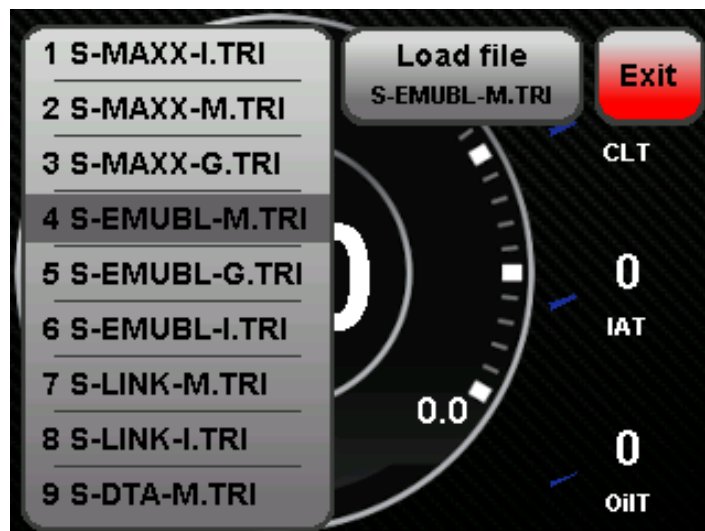 1 S-MAXX-I.TRI
2 S-MAXX-M.TRI
3 S-MAXX-G.TRI
4 S-EMUBL-M.TRI
5 S-EMUBL-G.TRI
6 S-EMUBL-I.TRI
7 S-LINK-M.TRI
8 S-LINK-I.TRI
9 S-DTA-M.TRI
Load file
S-EMUBL-M.TRI
Exit
CLT
0
0
IAT
0.0
0
OilT